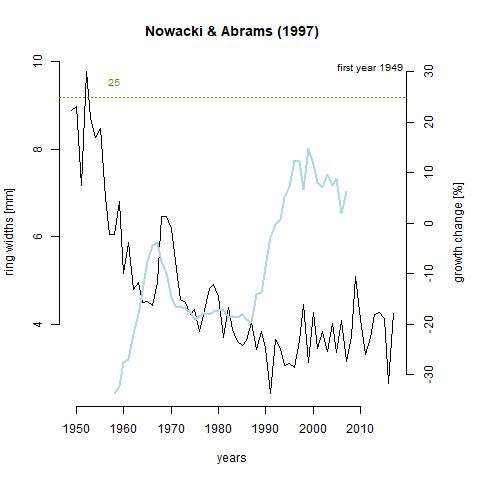 Nowacki & Abrams (1997)
first year 1949
25
ring widths [mm]
10
8
6
4
growth change [%]
30
20
10
0
-10
-20
-30
1950 1960 1970 1980 1990 2000 2010
years